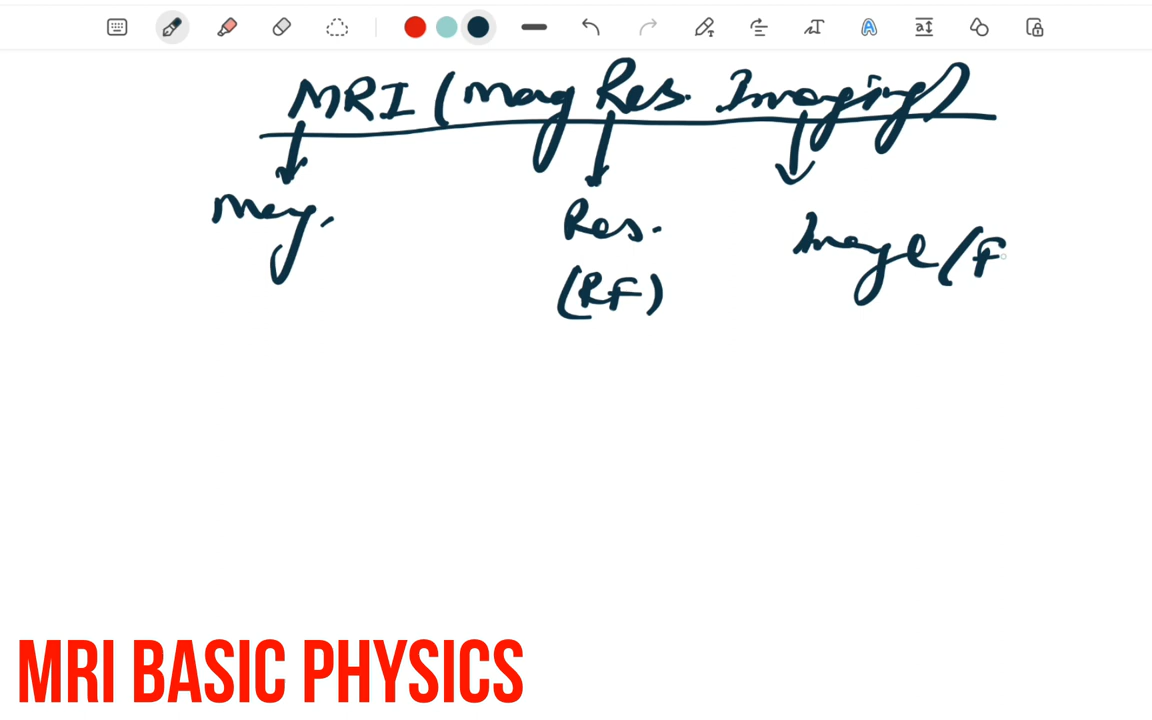 MRI (Mag Res. Imaging)
Mag. Res. Image (F
(RF)
MRI BASIC PHYSICS